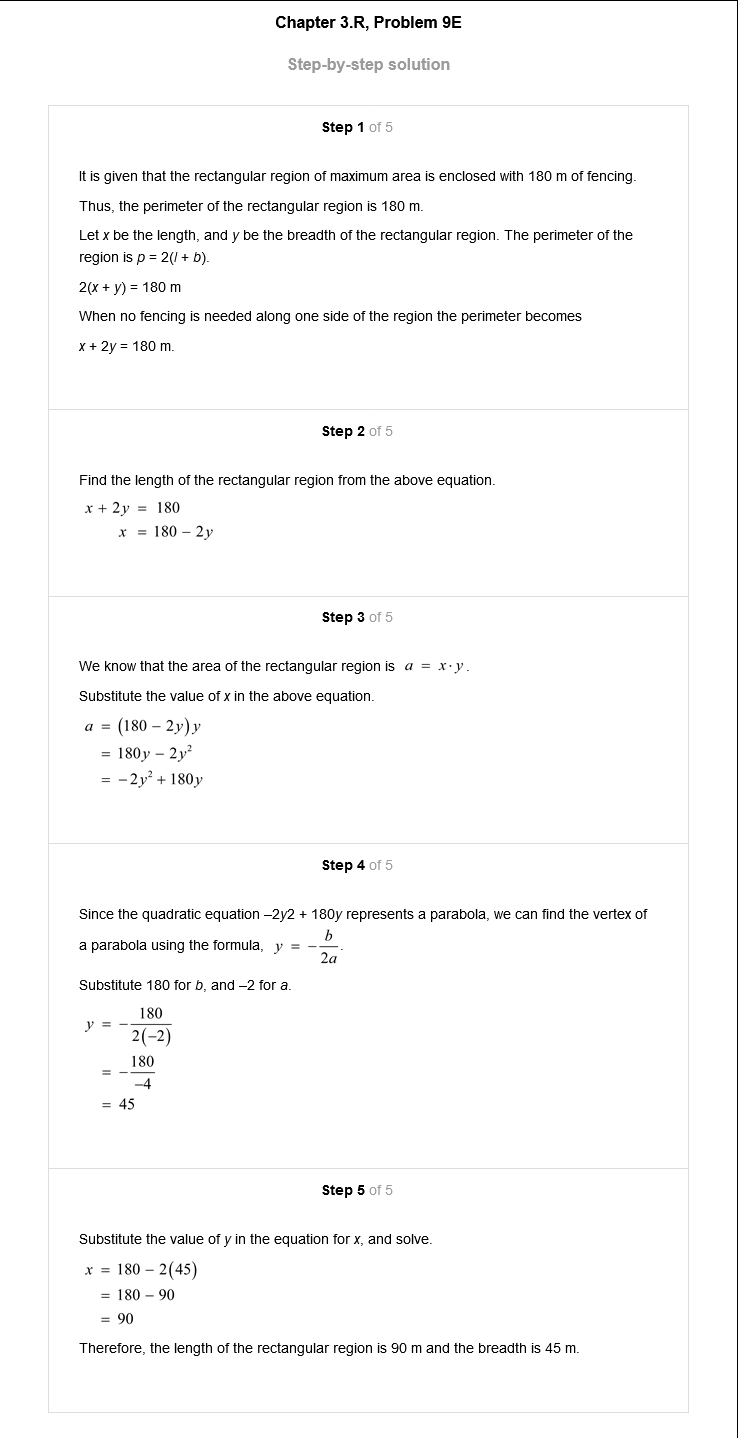 Chapter 3.R, Problem 9E
Step-by-step solution
Step 1 of 5
It is given that the rectangular region of maximum area is enclosed with 180 m of fencing.
Thus, the perimeter of the rectangular region is 180 m.
Let x be the length, and y be the breadth of the rectangular region. The perimeter of the
region is p = 2(l + b).
2(x + y) = 180 m
When no fencing is needed along one side of the region the perimeter becomes
x + 2y = 180 m.
Step 2 of 5
Find the length of the rectangular region from the above equation.
x + 2y = 180
x = 180 − 2y
Step 3 of 5
We know that the area of the rectangular region is a = x·y.
Substitute the value of x in the above equation.
a = (180 − 2y)y
= 180y − 2y²
= −2y² + 180y
Step 4 of 5
Since the quadratic equation –2y2 + 180y represents a parabola, we can find the vertex of
a parabola using the formula, y = −b/2a.
Substitute 180 for b, and –2 for a.
y = −180/2(−2)
= −180/−4
= 45
Step 5 of 5
Substitute the value of y in the equation for x, and solve.
x = 180 − 2(45)
= 180 − 90
= 90
Therefore, the length of the rectangular region is 90 m and the breadth is 45 m.